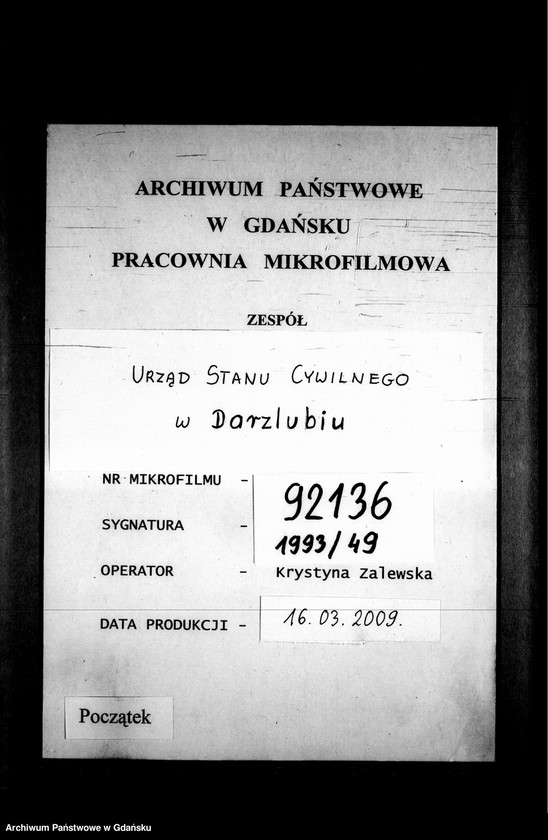 ARCHIWUM PAŃSTWOWE
W GDAŃSKU
PRACOWNIA MIKROFILMOWA
ZESPÓŁ
URZĄD STANU CYWILNEGO
w Darzlubiu
NR MIKROFILMU - 92136
SYGNATURA - 1993/49
OPERATOR - Krystyna Zalewska
DATA PRODUKCJI - 16.03.2009.
Początek
Archiwum Państwowe w Gdańsku